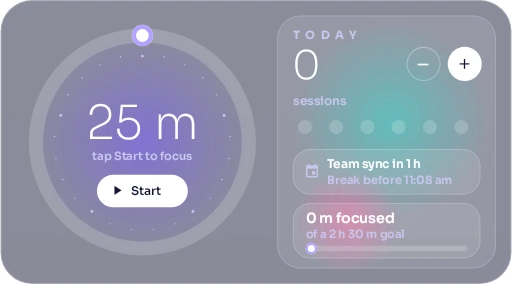 25 m
tap Start to focus
Start
TODAY
0
sessions
Team sync in 1 h
Break before 11:08 am
0 m focused
of a 2 h 30 m goal